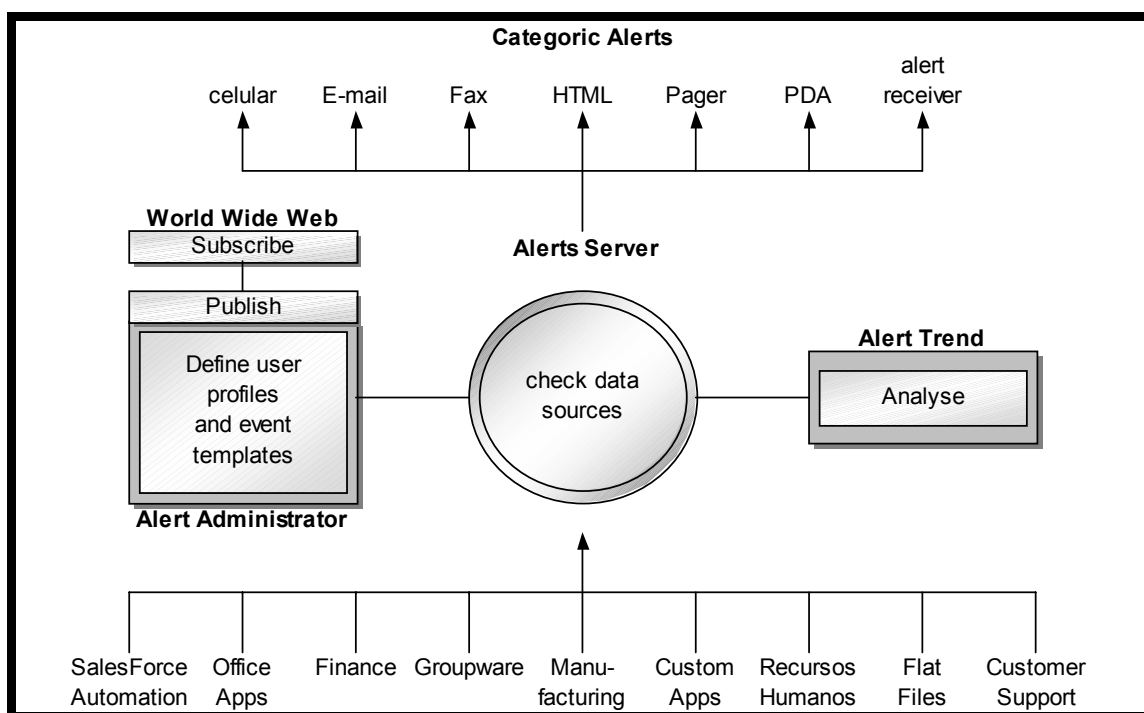 Categoric Alerts
celular
E-mail
Fax
HTML
Pager
PDA
alert
receiver
World Wide Web
Subscribe
Publish
Define user
profiles
and event
templates
Alert Administrator
Alerts Server
check data
sources
Alert Trend
Analyse
SalesForce
Automation
Office
Apps
Finance
Groupware
Manu-
facturing
Custom
Apps
Recursos
Humanos
Flat
Files
Customer
Support